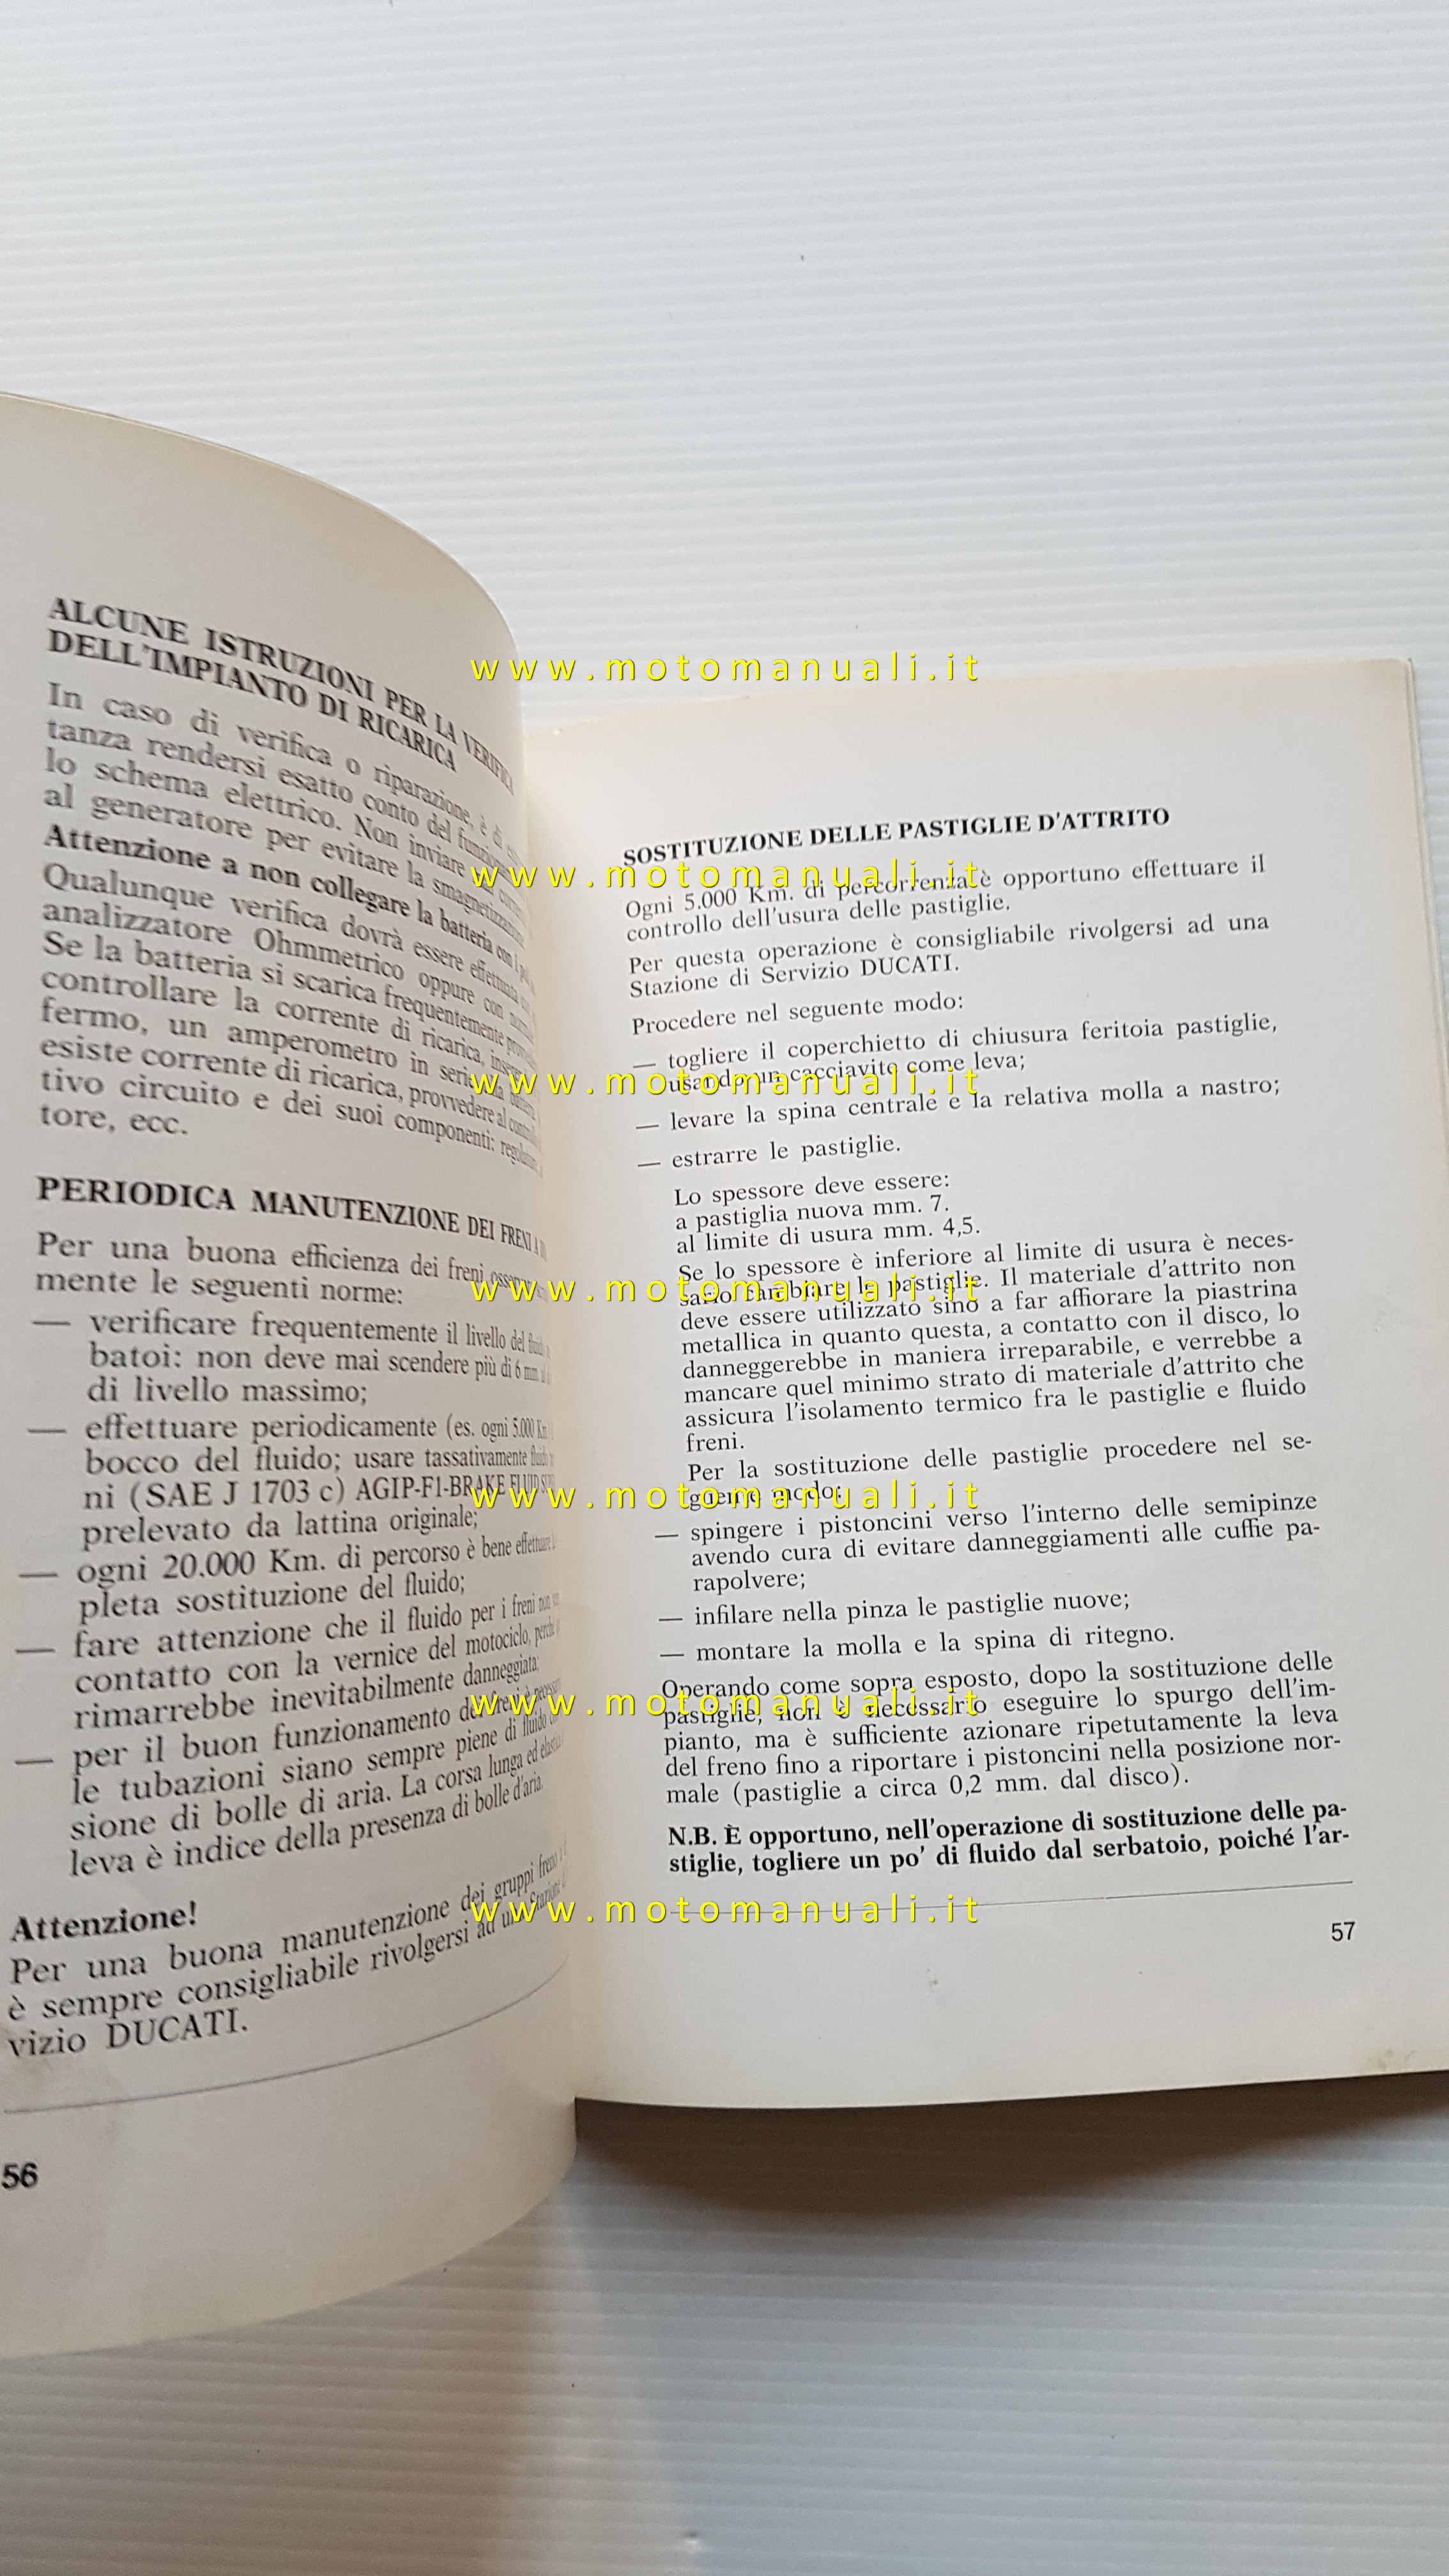 ALCUNE ISTRUZIONI PER LA VERIFICA
DELL'IMPIANTO DI RICARICA
In caso di verifica o riparazione, è di
tanza rendersi esatto conto del
lo schema elettrico. Non inviare
al generatore per evitare la
Attenzione a non collegare la batteria con i
Qualunque verifica dovrà essere effettuata
analizzatore Ohmmetrico oppure con
Se la batteria si scarica frequentemente
controllare la corrente di ricarica,
fermo, un amperometro in serie
esiste corrente di ricarica, provvedere al
tivo circuito e dei suoi componenti:
tore, ecc.
PERIODICA MANUTENZIONE DEI FRENI A
Per una buona efficienza dei freni
mente le seguenti norme:
— verificare frequentemente il livello del
batoi: non deve mai scendere più di 6 mm.
di livello massimo;
— effettuare periodicamente (es. ogni 5.000 Km
bocco del fluido; usare tassativamente
ni (SAE J 1703 c) AGIP-F1-BRAKE FLUID
prelevato da lattina originale;
— ogni 20.000 Km. di percorso è bene effettuare
pleta sostituzione del fluido;
— fare attenzione che il fluido per i freni non
contatto con la vernice del motociclo,
rimarrebbe inevitabilmente danneggiata;
— per il buon funzionamento dei freni è
le tubazioni siano sempre piene di fluido
sione di bolle di aria. La corsa lunga ed
leva è indice della presenza di bolle d'aria.
Attenzione!
Per una buona manutenzione dei gruppi freno
è sempre consigliabile rivolgersi ad una Stazione
vizio DUCATI.
56
SOSTITUZIONE DELLE PASTIGLIE D'ATTRITO
Ogni 5.000 Km. di percorrenza è opportuno effettuare il
controllo dell'usura delle pastiglie.
Per questa operazione è consigliabile rivolgersi ad una
Stazione di Servizio DUCATI.
Procedere nel seguente modo:
— togliere il coperchietto di chiusura feritoia pastiglie,
usando un cacciavite come leva;
— levare la spina centrale e la relativa molla a nastro;
— estrarre le pastiglie.
Lo spessore deve essere:
a pastiglia nuova mm. 7.
al limite di usura mm. 4,5.
Se lo spessore è inferiore al limite di usura è neces-
sario cambiare le pastiglie. Il materiale d'attrito non
deve essere utilizzato sino a far affiorare la piastrina
metallica in quanto questa, a contatto con il disco, lo
danneggerebbe in maniera irreparabile, e verrebbe a
mancare quel minimo strato di materiale d'attrito che
assicura l'isolamento termico fra le pastiglie e fluido
freni.
Per la sostituzione delle pastiglie procedere nel se-
guente modo:
— spingere i pistoncini verso l'interno delle semipinze
avendo cura di evitare danneggiamenti alle cuffie pa-
rapolvere;
— infilare nella pinza le pastiglie nuove;
— montare la molla e la spina di ritegno.
Operando come sopra esposto, dopo la sostituzione delle
pastiglie, non è necessario eseguire lo spurgo dell'im-
pianto, ma è sufficiente azionare ripetutamente la leva
del freno fino a riportare i pistoncini nella posizione nor-
male (pastiglie a circa 0,2 mm. dal disco).
N.B. È opportuno, nell'operazione di sostituzione delle pa-
stiglie, togliere un po' di fluido dal serbatoio, poiché l'ar-
57
www.motomanuali.it
www.motomanuali.it
www.motomanuali.it
www.motomanuali.it
www.motomanuali.it
www.motomanuali.it
www.motomanuali.it